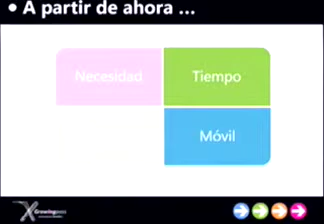 • A partir de ahora ...
Necesidad
Tiempo
Móvil